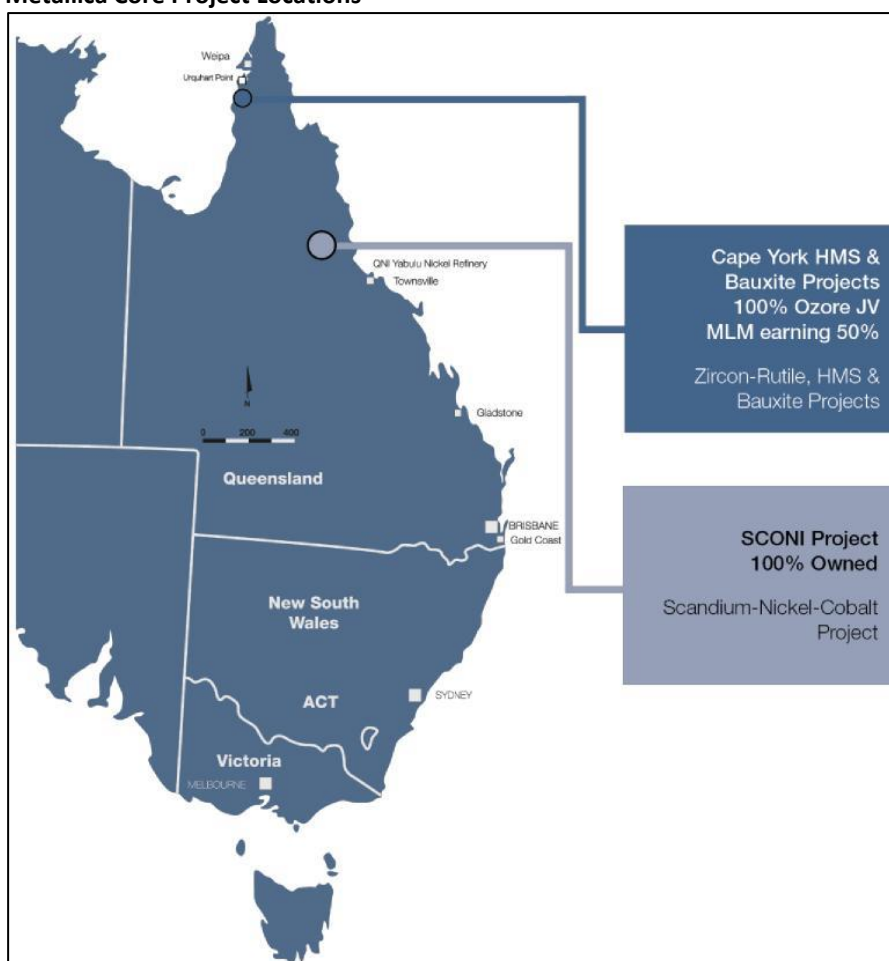 Metallica Core Project Locations
Weipa
Urquhart Point
QNI Yabulu Nickel Refinery
Townsville
Cape York HMS &
Bauxite Projects
100% Ozore JV
MLM earning 50%
Zircon-Rutile, HMS &
Bauxite Projects
N
0 200 400
Gladstone
Queensland
BRISBANE
Gold Coast
SCONI Project
100% Owned
Scandium-Nickel-Cobalt
Project
New South
Wales
ACT
SYDNEY
Victoria
MELBOURNE